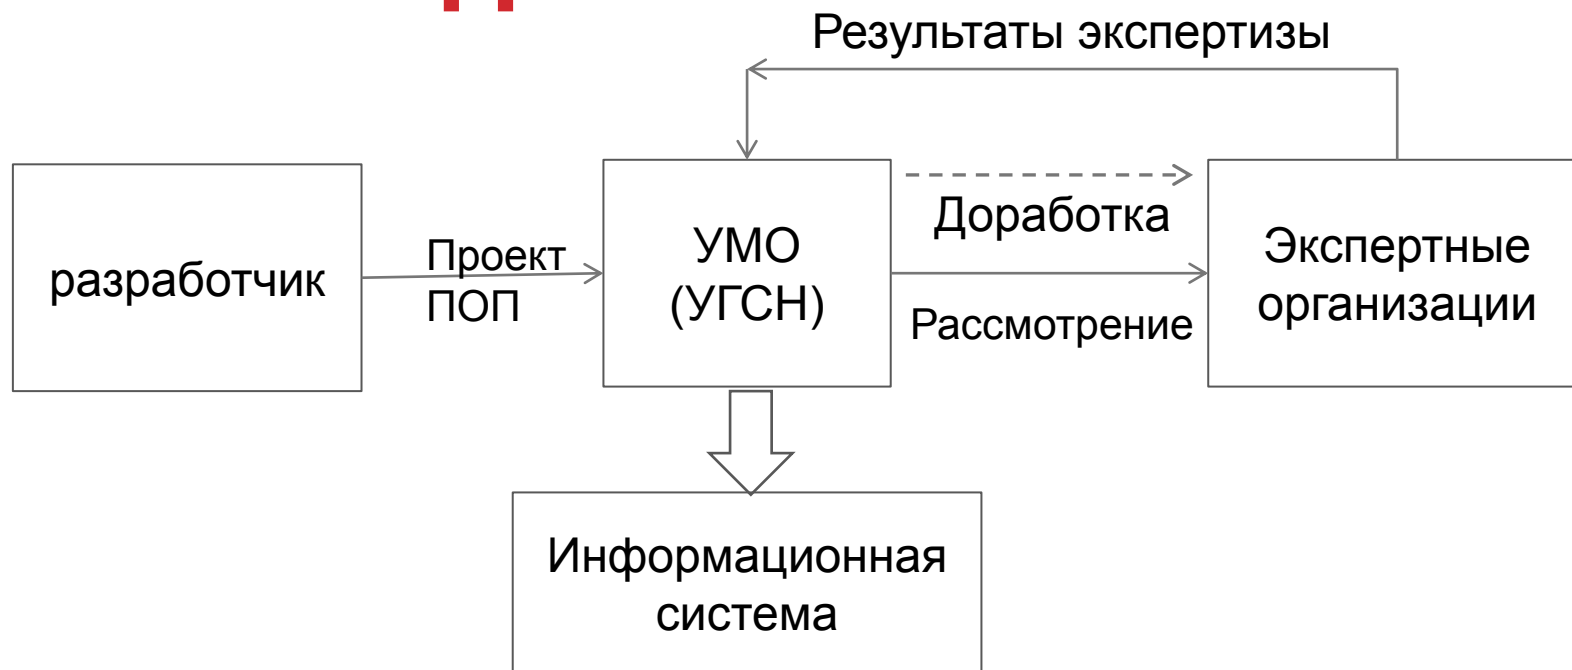 Результаты экспертизы
разработчик
Проект
ПОП
УМО
(УГСН)
Доработка
Рассмотрение
Экспертные
организации
Информационная
система